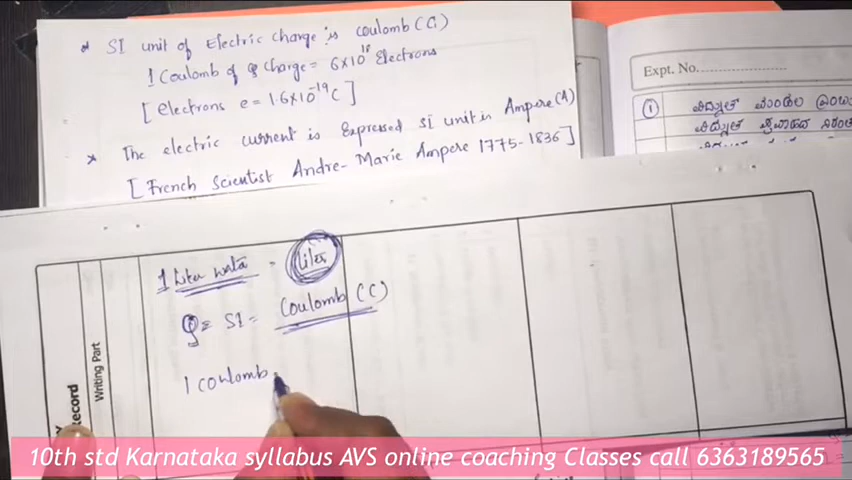 * SI unit of Electric charge is coulomb (C)
1 Coulomb of Q charge = 6×10¹⁸ Electrons
[electrons e = 1.6×10⁻¹⁹ C]
* The electric current is Expressed SI unit in Ampere (A)
[French Scientist Andre-Marie Ampere 1775-1836]
Expt. No.
①
ವಿದ್ಯುತ್
ವಿದ್ಯುತ್
1 Liter wata = Liter
Q = SI = Coulomb (C)
1 coulomb
Writing Part
Record
10th std Karnataka syllabus AVS online coaching Classes call 6363189565